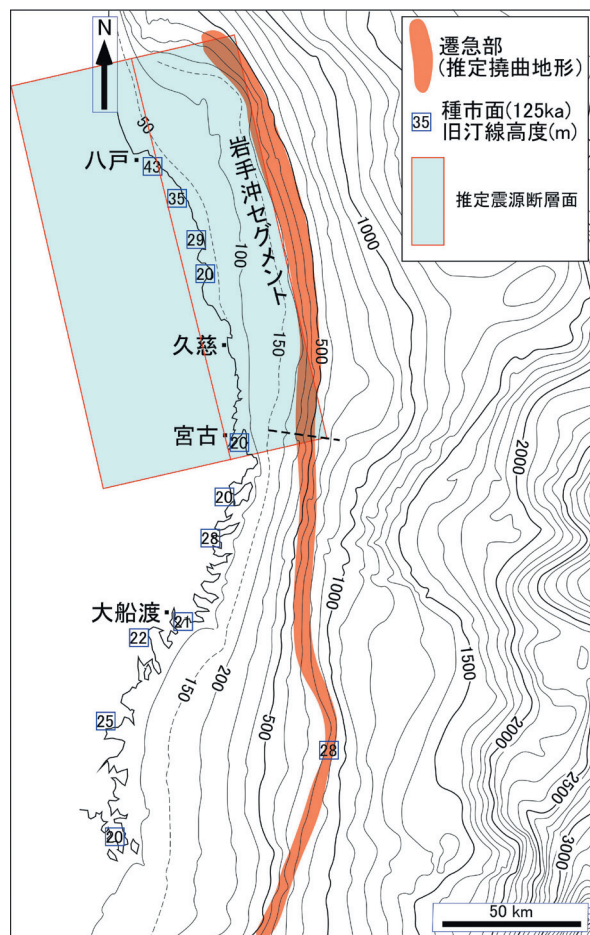 N
遷急部
(推定撓曲地形)
35
種市面(125ka)
旧汀線高度(m)
推定震源断層面
50
八戸
43
35
29
20
岩手沖セグメント
100
150
1000
久慈
500
宮古
20
2000
20
28
1000
大船渡
21
22
1500
200
150
25
500
28
2000
2500
20
3000
50 km